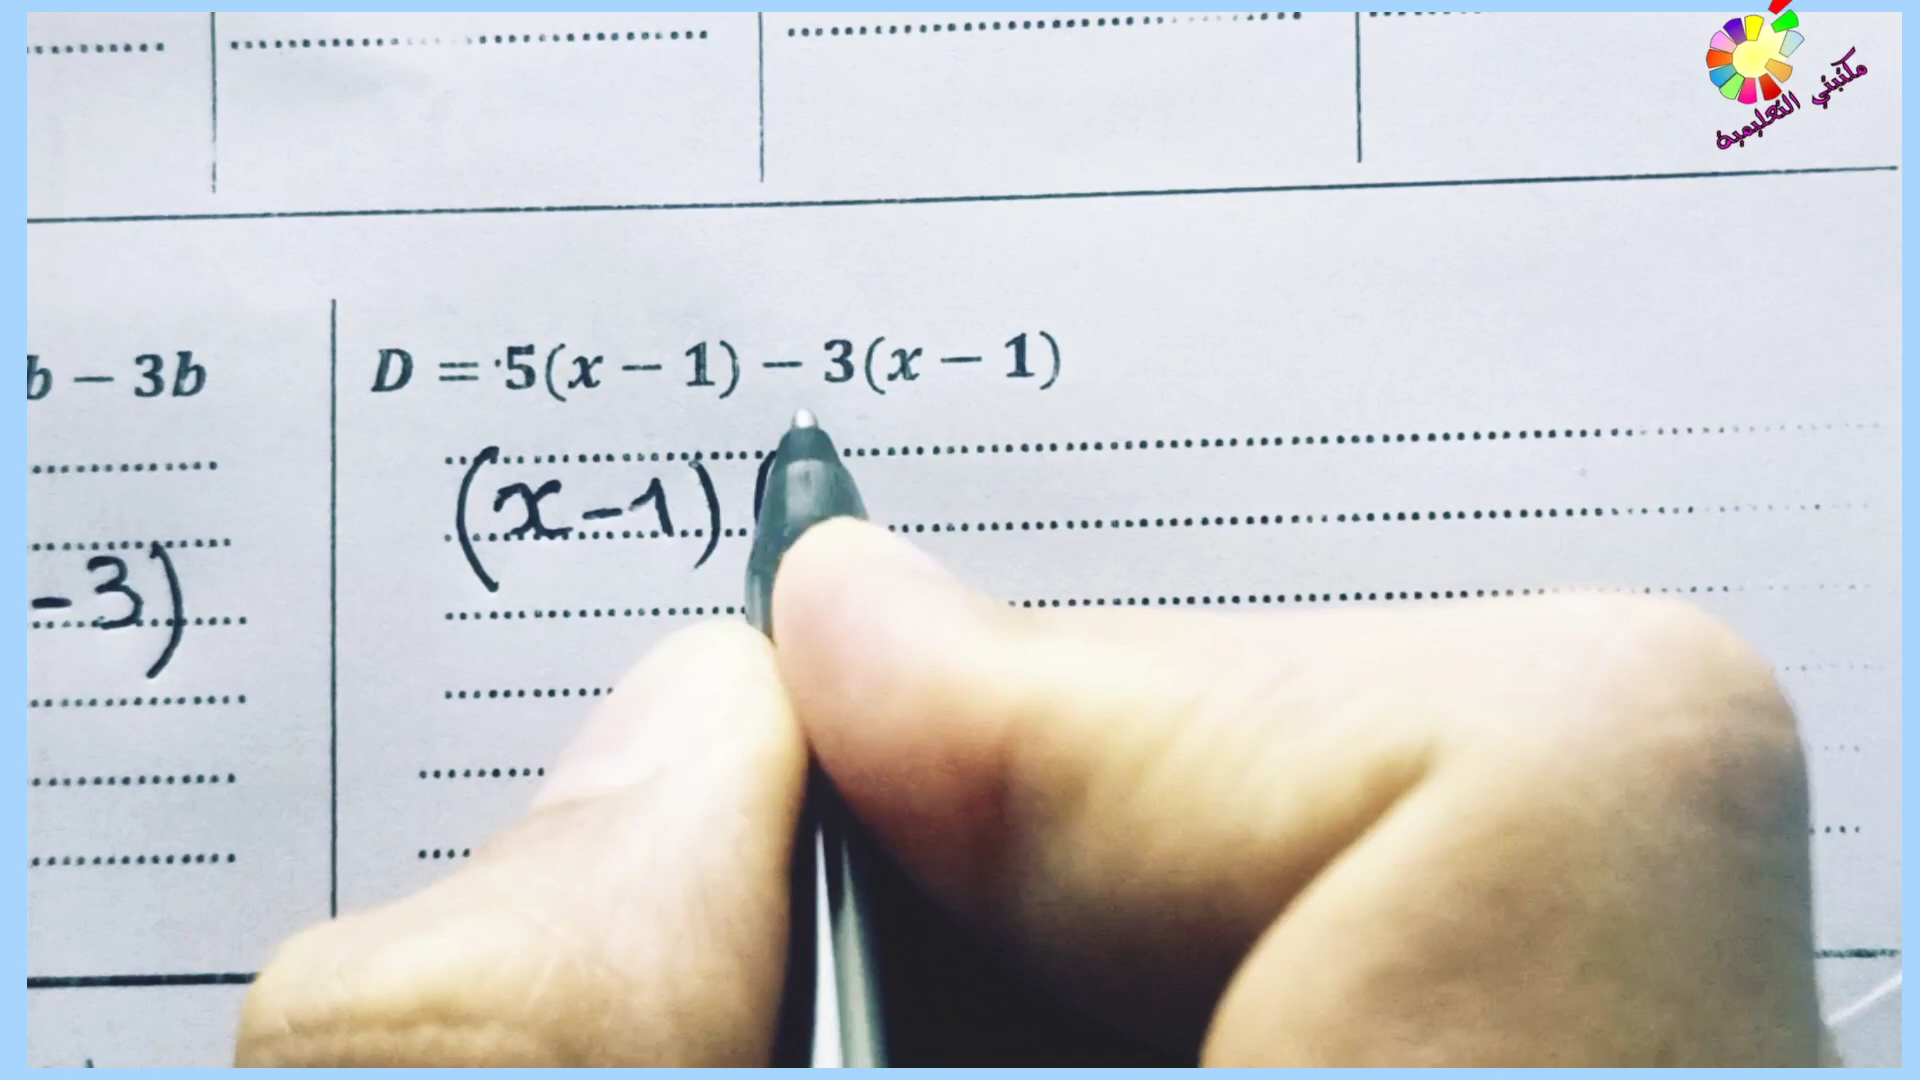 مكتبتي التعليمية
b − 3b
D = 5(x − 1) − 3(x − 1)
(x-1) (
-3)